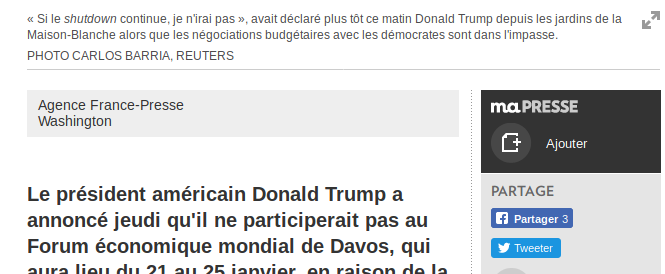 « Si le shutdown continue, je n'irai pas », avait déclaré plus tôt ce matin Donald Trump depuis les jardins de la
Maison-Blanche alors que les négociations budgétaires avec les démocrates sont dans l'impasse.
PHOTO CARLOS BARRIA, REUTERS
Agence France-Presse
Washington
Le président américain Donald Trump a
annoncé jeudi qu'il ne participerait pas au
Forum économique mondial de Davos, qui
aura lieu du 21 au 25 janvier, en raison de la
ma PRESSE
Ajouter
PARTAGE
Partager 3
Tweeter